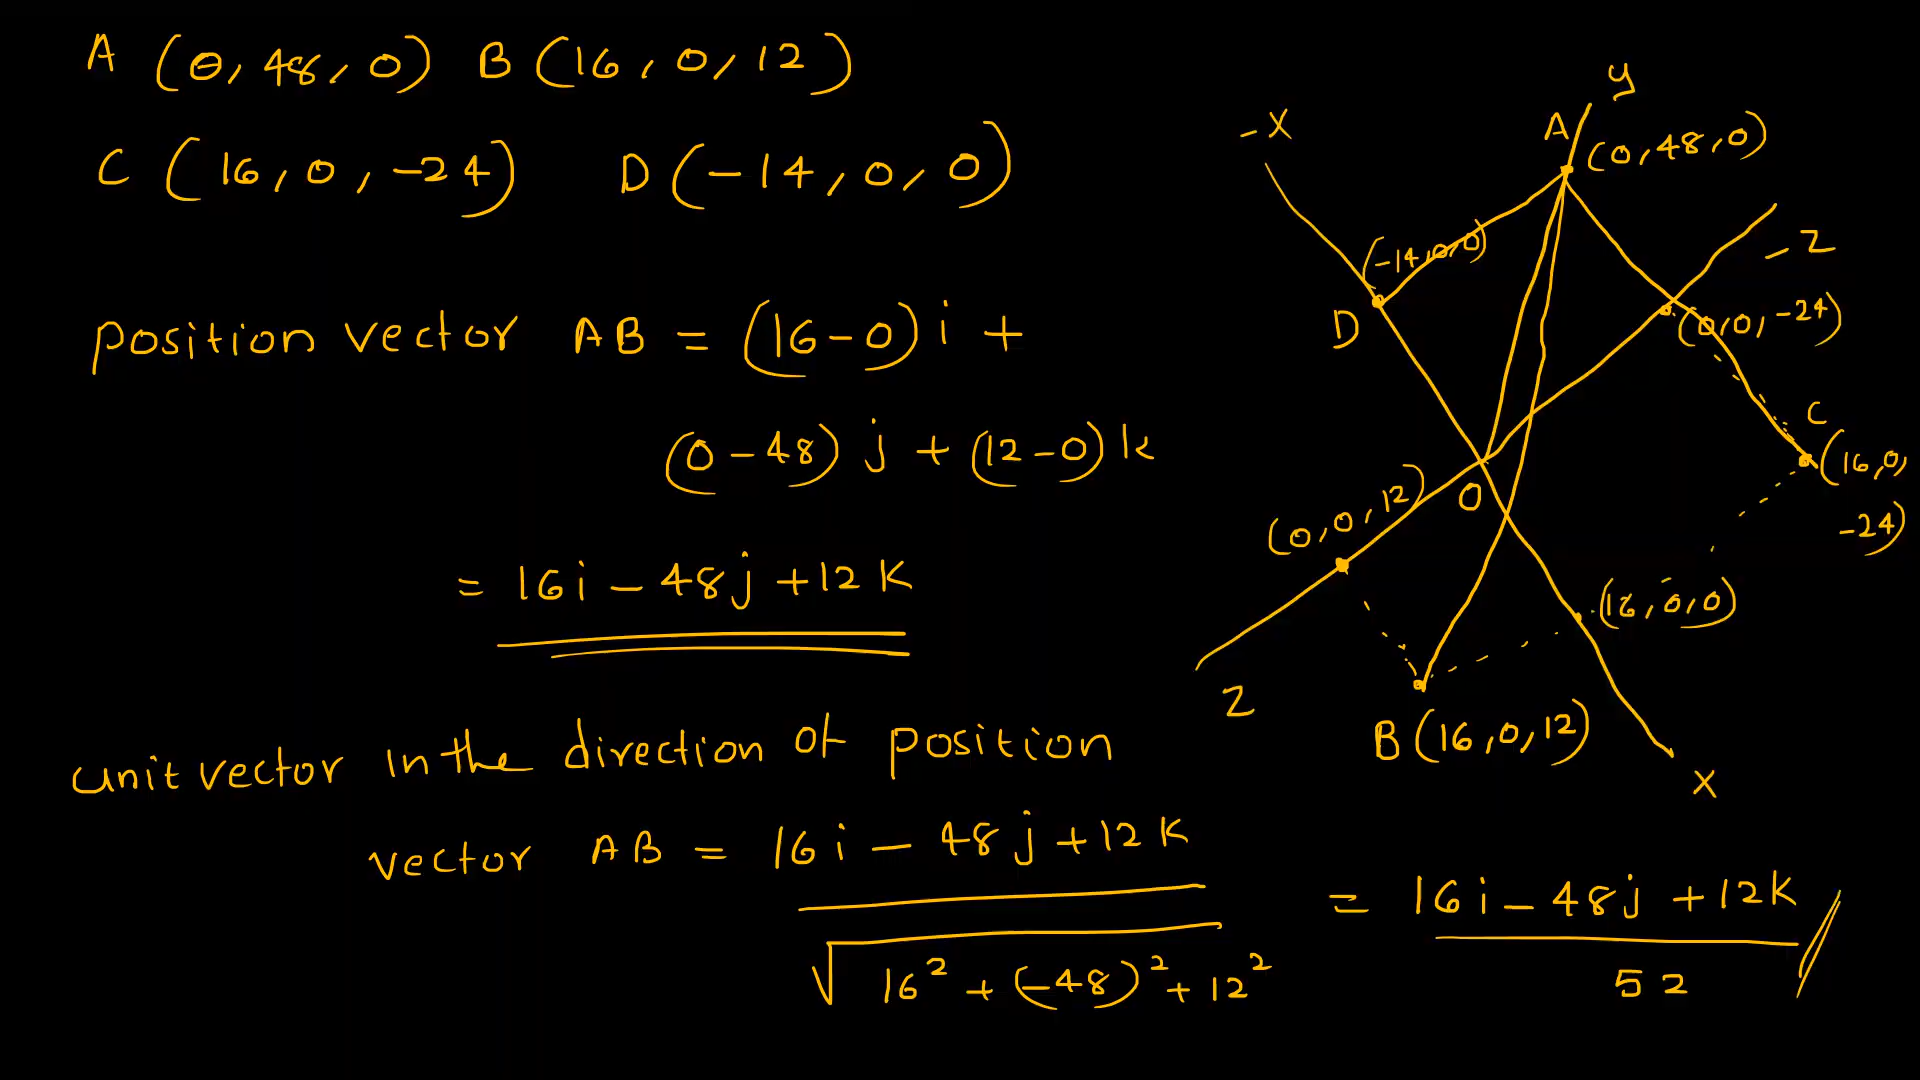 A (0, 48, 0) B (16, 0, 12)
C (16, 0, -24) D (-14, 0, 0)
position vector AB = (16-0) i +
(0-48) j + (12-0) k
= 16i - 48j + 12k
unit vector in the direction of position
vector AB = 16i - 48j + 12k
√ 16² + (-48)² + 12²
= 16i - 48j + 12k
52
y
-X
A
(0, 48, 0)
-Z
(-14, 0, 0)
D
(0, 0, -24)
C
(16, 0,
-24)
(0, 0, 12)
O
(16, 0, 0)
Z
B (16, 0, 12)
X